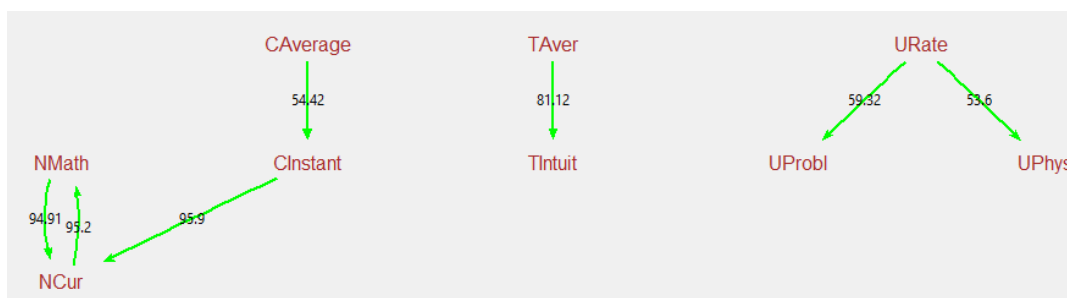 CAverage TAver URate
54.42 81.12 59.32 53.6
NMath CInstant TIntuit UProbl UPhys
94.91 95.2 95.9
NCur